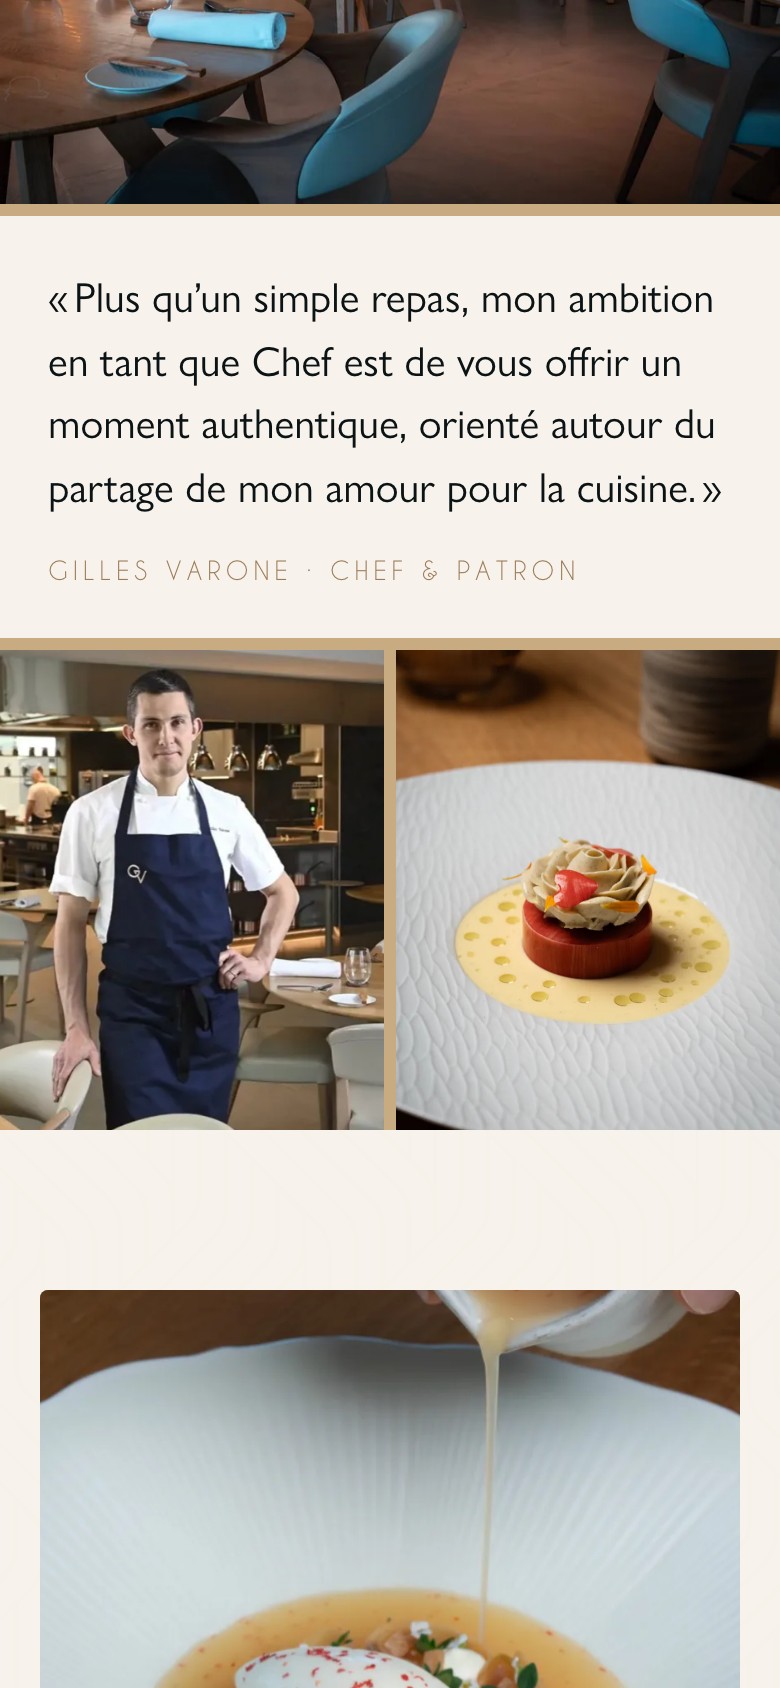 « Plus qu’un simple repas, mon ambition
en tant que Chef est de vous offrir un
moment authentique, orienté autour du
partage de mon amour pour la cuisine. »
GILLES VARONE · CHEF & PATRON
GV